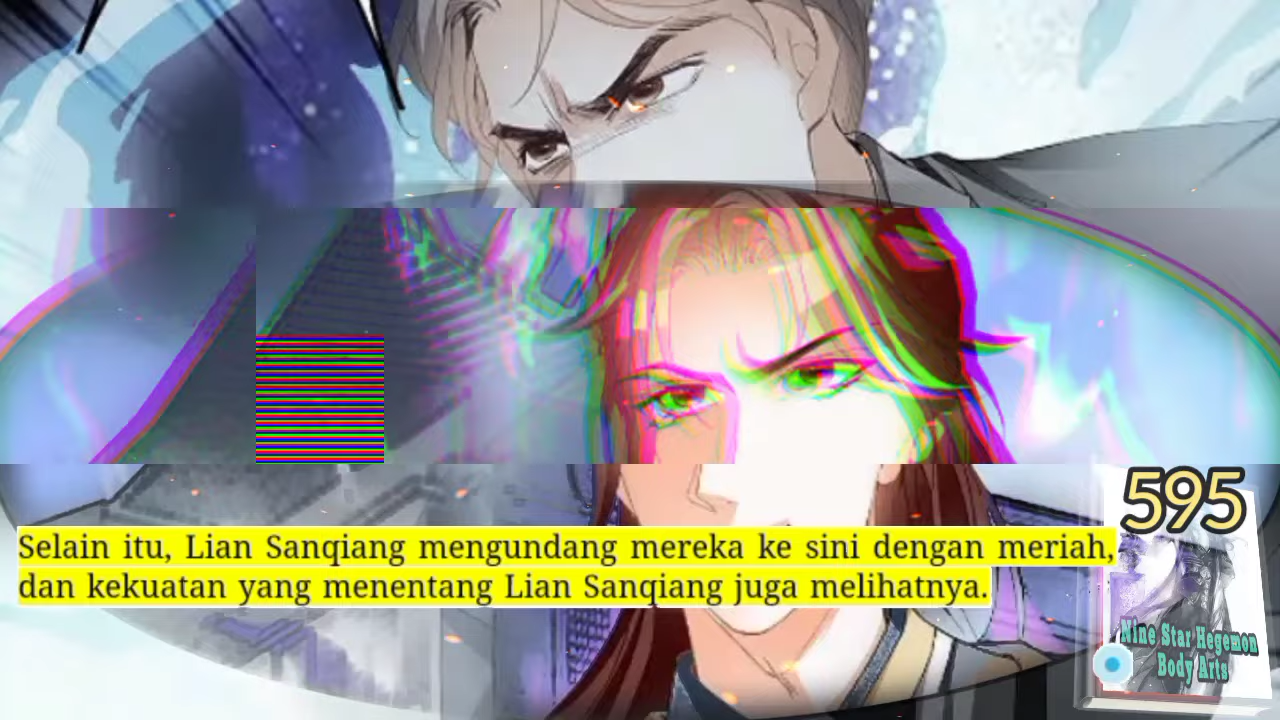 595
Selain itu, Lian Sanqiang mengundang mereka ke sini dengan meriah,
dan kekuatan yang menentang Lian Sanqiang juga melihatnya.
Nine Star Hegemon
Body Arts